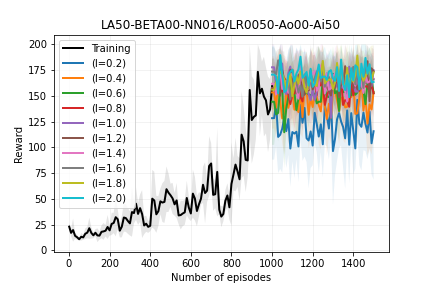 LA50-BETA00-NN016/LR0050-Ao00-Ai50
200
175
150
125
100
75
50
25
0
Reward
Training
(l=0.2)
(l=0.4)
(l=0.6)
(l=0.8)
(l=1.0)
(l=1.2)
(l=1.4)
(l=1.6)
(l=1.8)
(l=2.0)
0 200 400 600 800 1000 1200 1400
Number of episodes